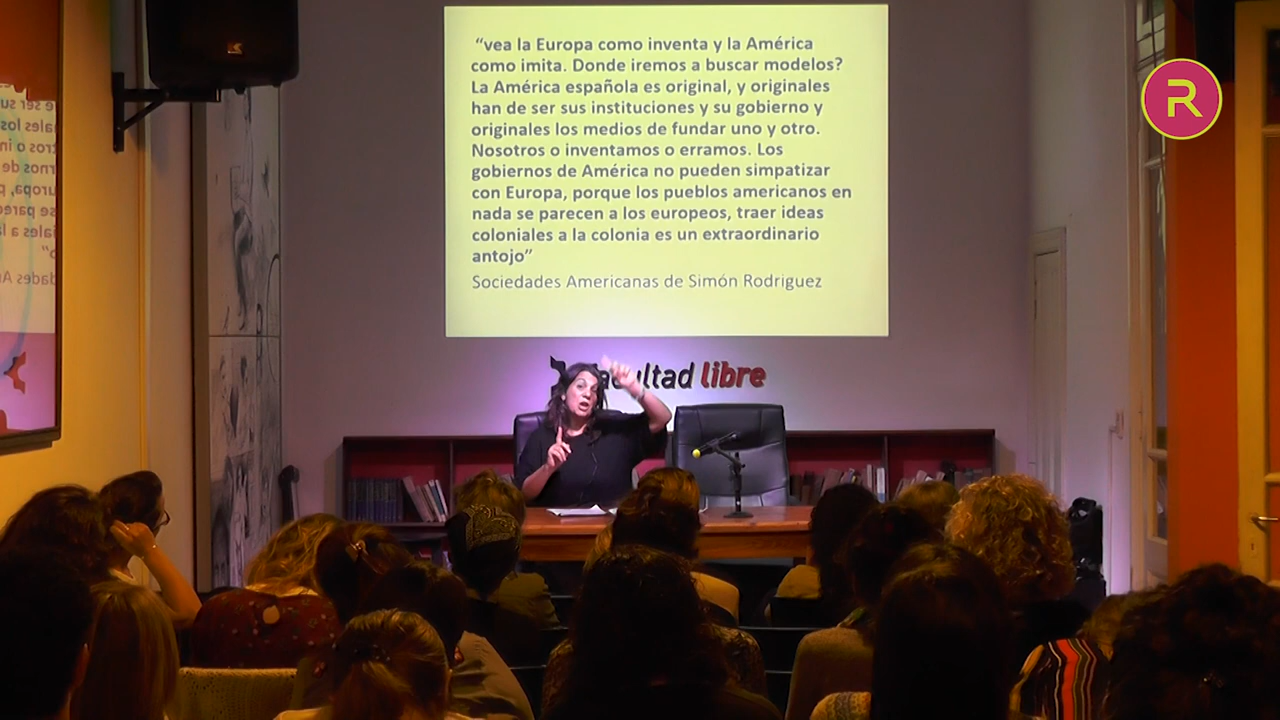 “vea la Europa como inventa y la América
como imita. Donde iremos a buscar modelos?
La América española es original, y originales
han de ser sus instituciones y su gobierno y
originales los medios de fundar uno y otro.
Nosotros o inventamos o erramos. Los
gobiernos de América no pueden simpatizar
con Europa, porque los pueblos americanos en
nada se parecen a los europeos, traer ideas
coloniales a la colonia es un extraordinario
antojo”
Sociedades Americanas de Simón Rodriguez
R
libre